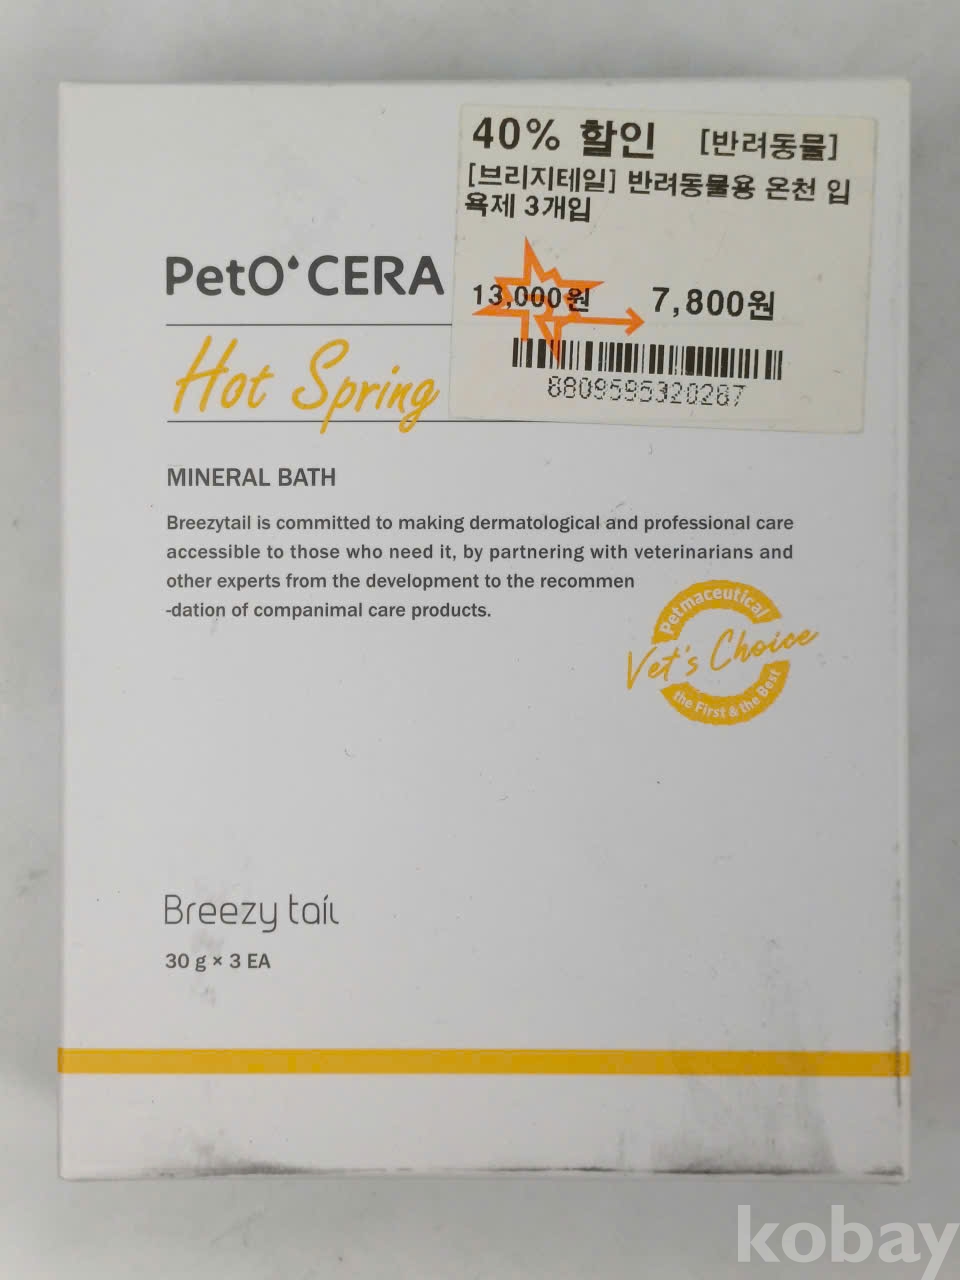 40% 할인 [반려동물]
[브리지테일] 반려동물용 온천 입
욕제 3개입
13,000원 7,800원
8809595320287
PetO CERA
Hot Spring
MINERAL BATH
Breezytail is committed to making dermatological and professional care
accessible to those who need it, by partnering with veterinarians and
other experts from the development to the recommen
-dation of companimal care products.
Petmaceutical
Vet's Choice
the First & the Best
Breezy tail
30 g × 3 EA
kobay